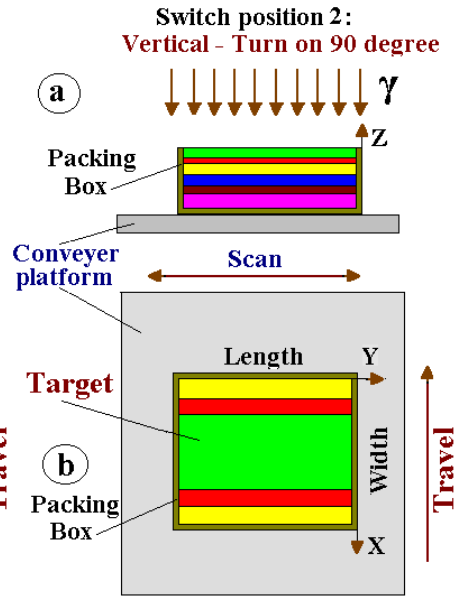 Switch position 2:
Vertical - Turn on 90 degree
a
γ
Z
Packing
Box
Conveyer
platform
Scan
Length
Y
Target
Width
Travel
Travel
b
Packing
Box
X